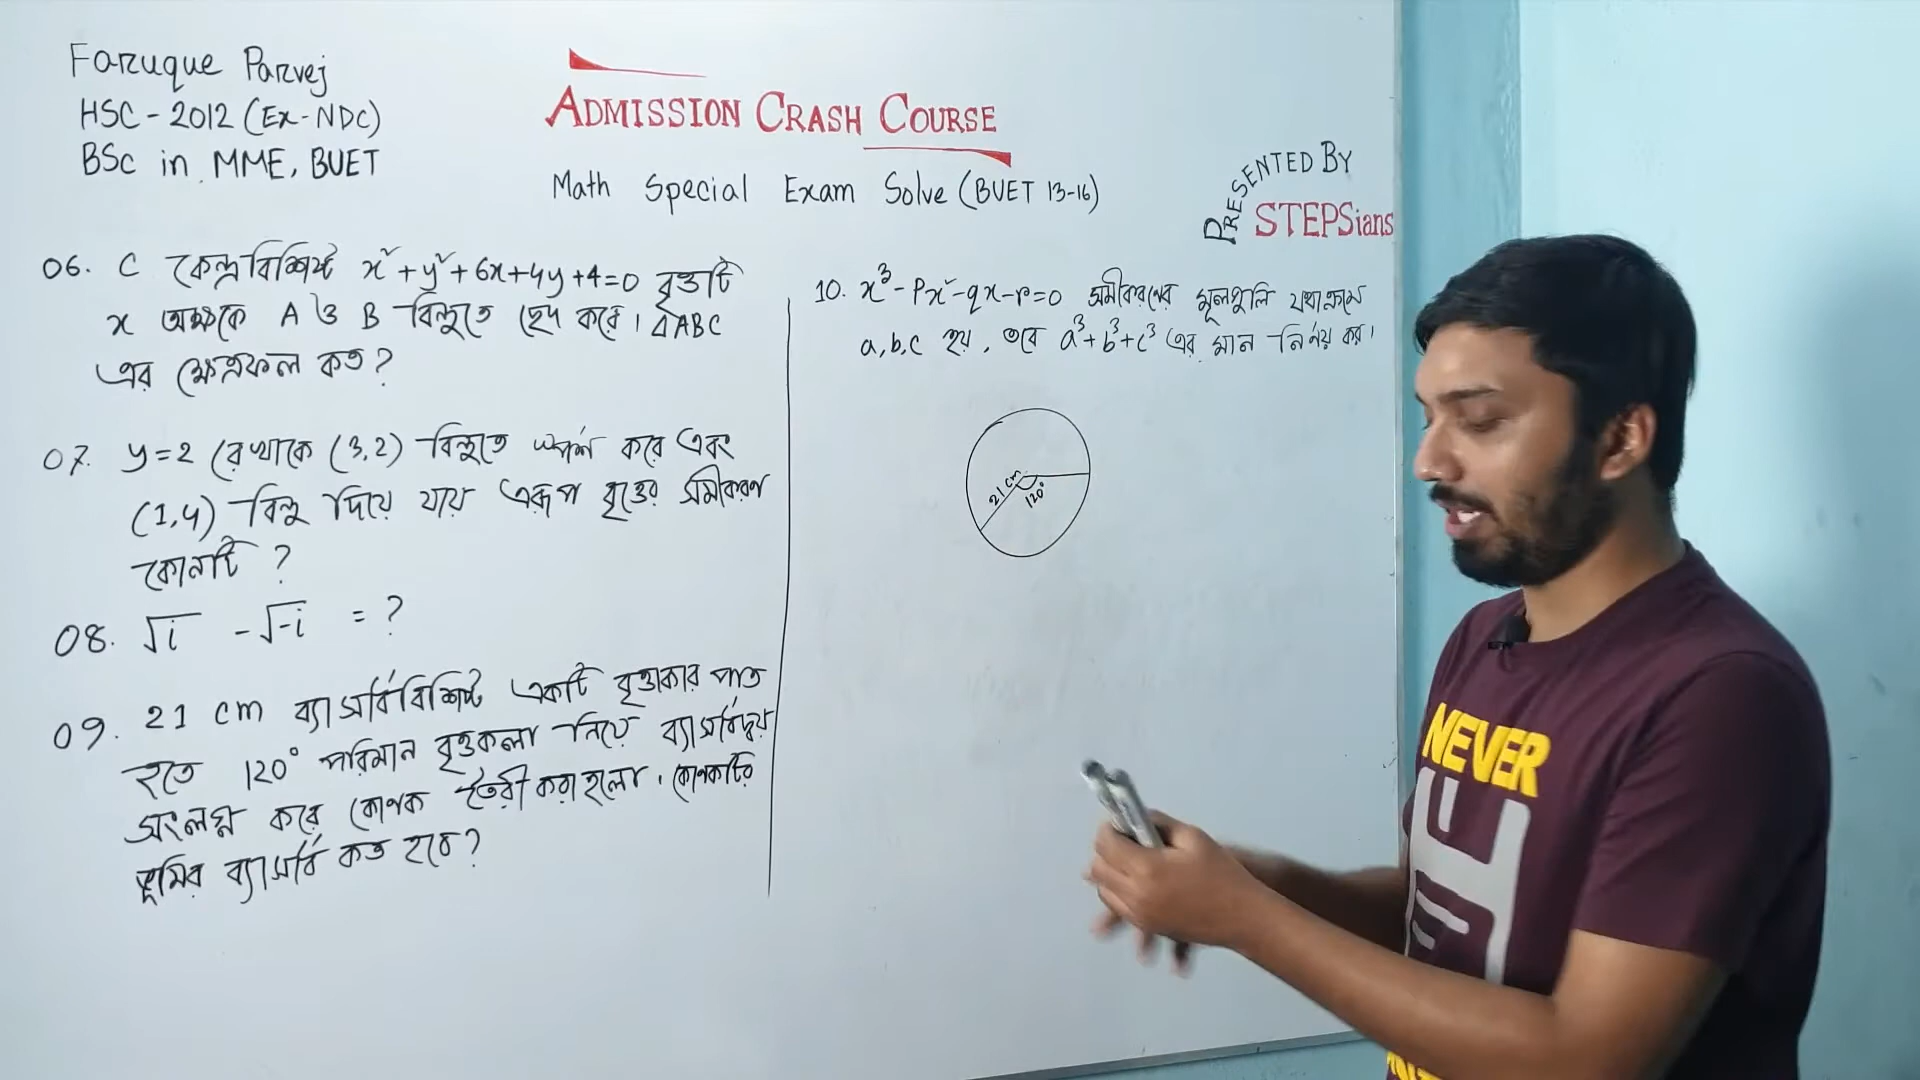 Faruque Parvej
HSC - 2012 (Ex-NDC)
BSc in MME, BUET
ADMISSION CRASH COURSE
Math Special Exam Solve (BUET 13-16)
PRESENTED BY
STEPSians
06. C কেন্দ্রবিশিষ্ট x²+y²+6x+4y+4=0 বৃত্তটি
x অক্ষকে A ও B বিন্দুতে ছেদ করে। ΔABC
এর ক্ষেত্রফল কত?
07. y=2 রেখাকে (3,2) বিন্দুতে স্পর্শ করে এবং
(1,4) বিন্দু দিয়ে যায় এরূপ বৃত্তের সমীকরণ
কোনটি ?
08. √i - √-i = ?
09. 21 cm ব্যাসার্ধবিশিষ্ট একটি বৃত্তাকার পাত
হতে 120° পরিমান বৃত্তকলা নিয়ে ব্যাসার্ধদ্বয়
সংলগ্ন করে কোণক তৈরী করা হলো। কোণকটির
ভূমির ব্যাসার্ধ কত হবে?
10. x³-Px²-qx-r=0 সমীকরণের মূলগুলি যথাক্রমে
a,b,c হয়, তবে a³+b³+c³ এর মান নির্ণয় কর।
21 cm
120°
NEVER